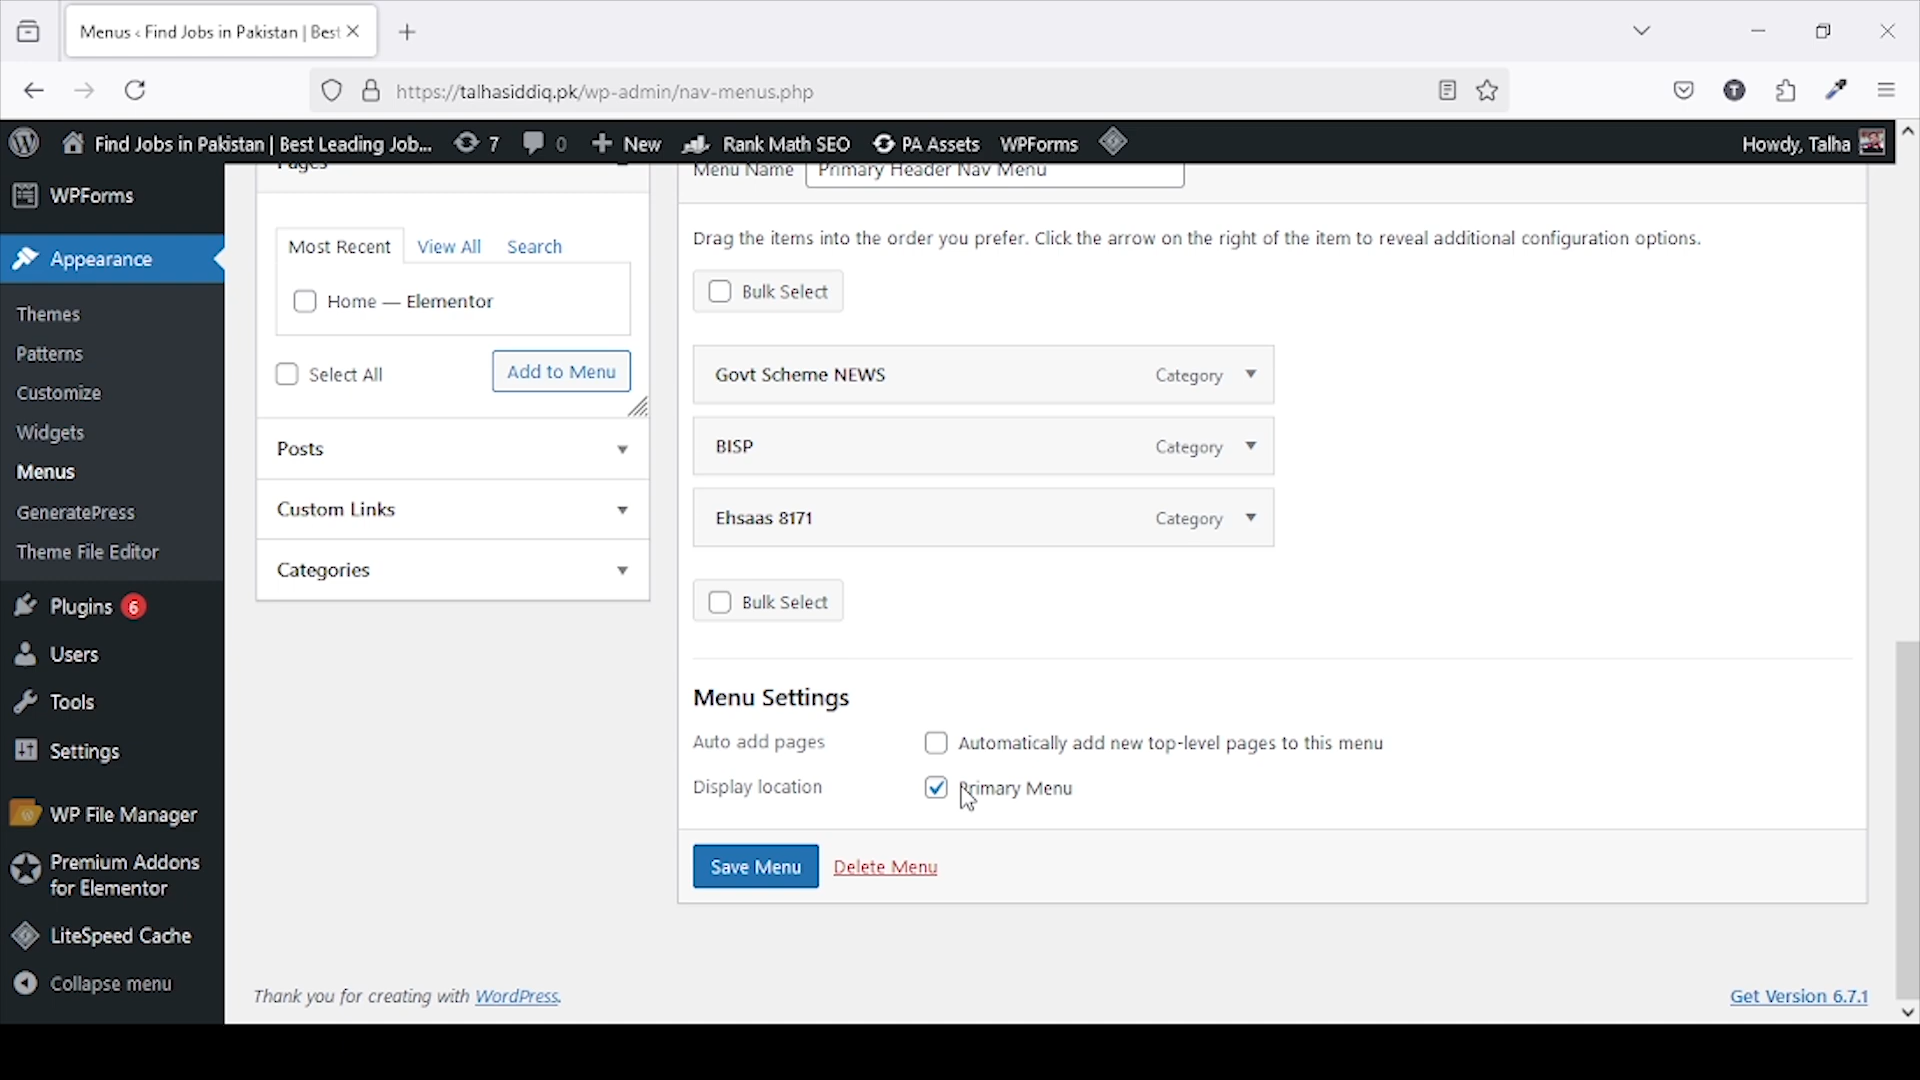 Menus ‹ Find Jobs in Pakistan | Best
https://talhasiddiq.pk/wp-admin/nav-menus.php
Find Jobs in Pakistan | Best Leading Job... 7 0 New Rank Math SEO PA Assets WPForms Howdy, Talha
WPForms
Appearance
Themes
Patterns
Customize
Widgets
Menus
GeneratePress
Theme File Editor
Plugins 6
Users
Tools
Settings
WP File Manager
Premium Addons
for Elementor
LiteSpeed Cache
Collapse menu
Pages
Most Recent View All Search
Home — Elementor
Select All Add to Menu
Posts
Custom Links
Categories
Menu Name Primary Header Nav Menu
Drag the items into the order you prefer. Click the arrow on the right of the item to reveal additional configuration options.
Bulk Select
Govt Scheme NEWS Category
BISP Category
Ehsaas 8171 Category
Bulk Select
Menu Settings
Auto add pages Automatically add new top-level pages to this menu
Display location Primary Menu
Save Menu Delete Menu
Thank you for creating with WordPress. Get Version 6.7.1